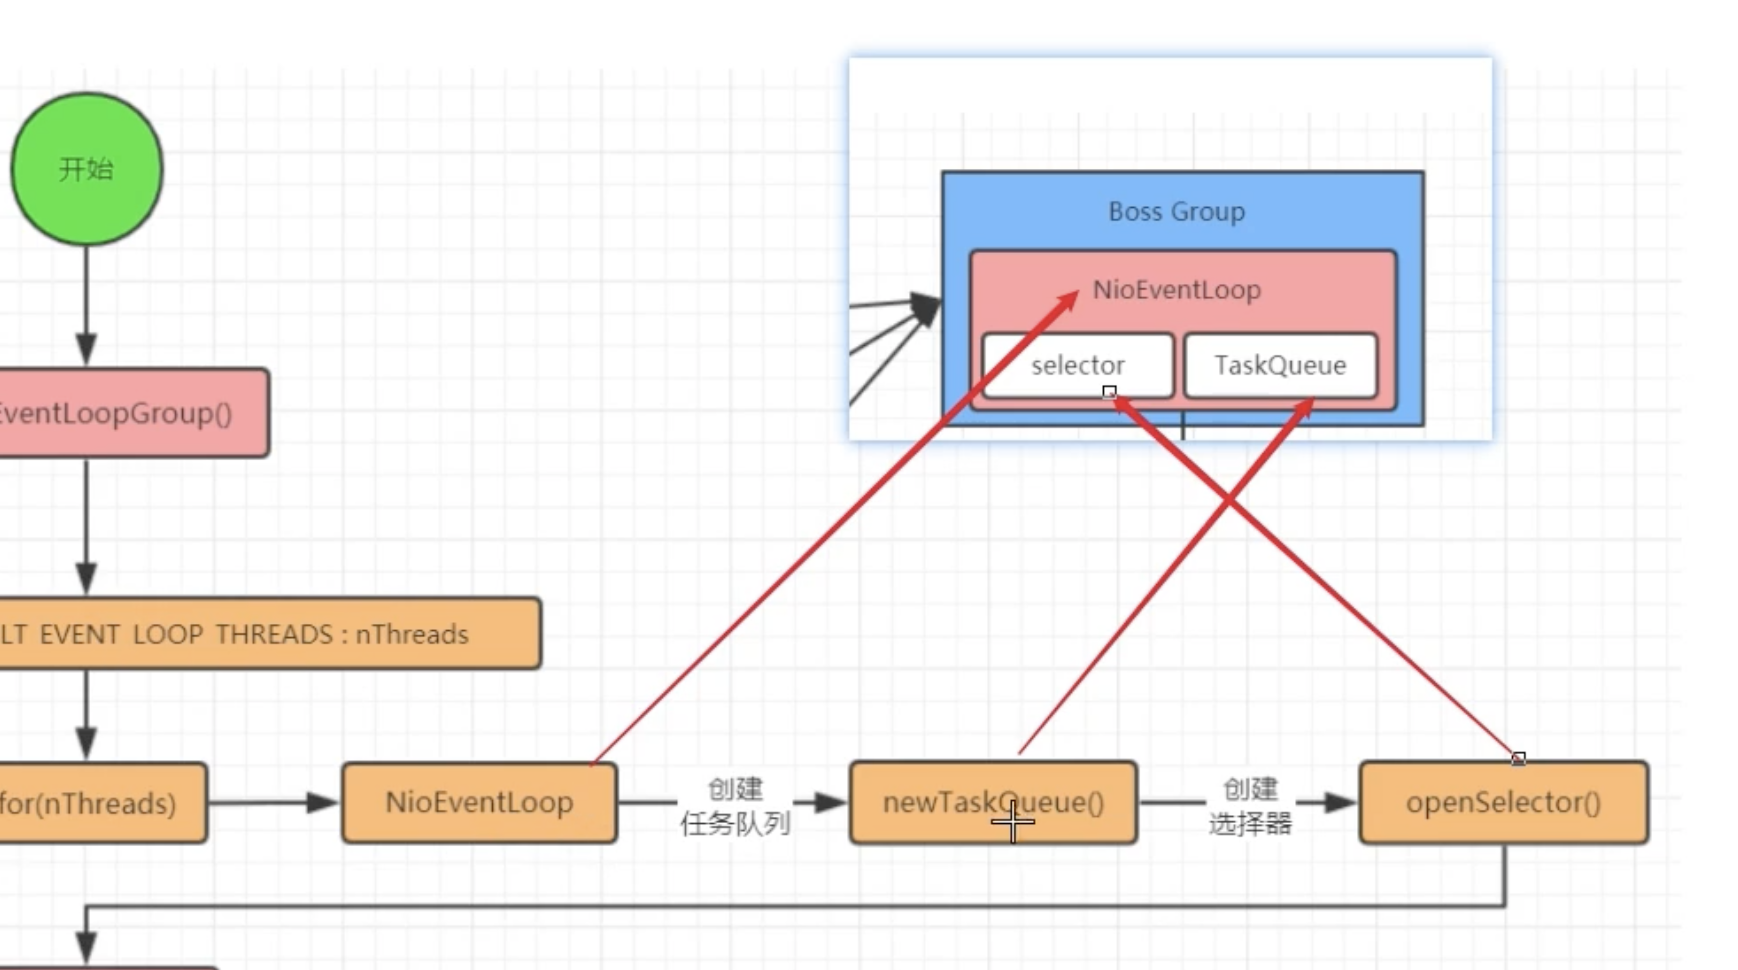 开始
Boss Group
NioEventLoop
selector
TaskQueue
EventLoopGroup()
LT EVENT LOOP THREADS : nThreads
for(nThreads)
NioEventLoop
创建
任务队列
newTaskQueue()
创建
选择器
openSelector()